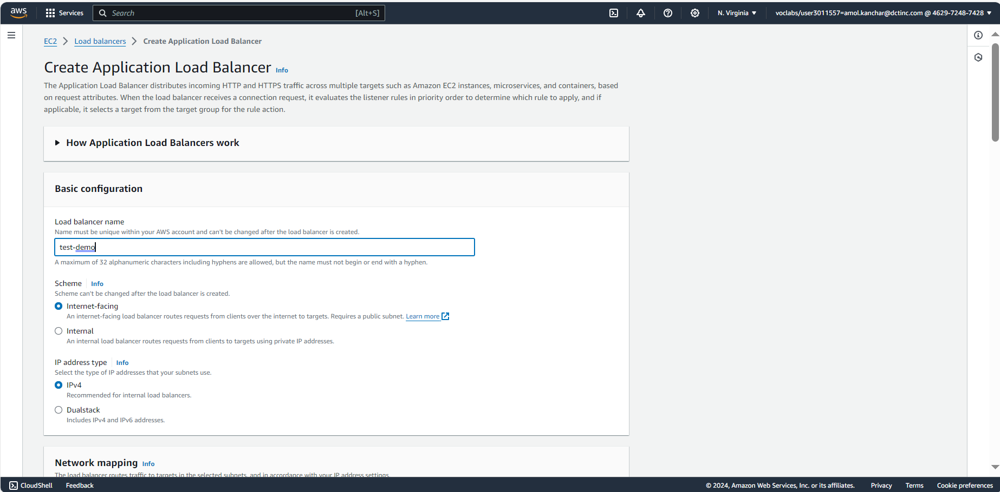 aws
Services
Search
[Alt+S]
N. Virginia
voclabs/user3011557=amol.kanchar@dctinc.com @ 4629-7248-7428
EC2
Load balancers
Create Application Load Balancer
Create Application Load Balancer Info
The Application Load Balancer distributes incoming HTTP and HTTPS traffic across multiple targets such as Amazon EC2 instances, microservices, and containers, based
on request attributes. When the load balancer receives a connection request, it evaluates the listener rules in priority order to determine which rule to apply, and if
applicable, it selects a target from the target group for the rule action.
How Application Load Balancers work
Basic configuration
Load balancer name
Name must be unique within your AWS account and can't be changed after the load balancer is created.
test-demo
A maximum of 32 alphanumeric characters including hyphens are allowed, but the name must not begin or end with a hyphen.
Scheme Info
Scheme can't be changed after the load balancer is created.
Internet-facing
An internet-facing load balancer routes requests from clients over the internet to targets. Requires a public subnet. Learn more
Internal
An internal load balancer routes requests from clients to targets using private IP addresses.
IP address type Info
Select the type of IP addresses that your subnets use.
IPv4
Recommended for internal load balancers.
Dualstack
Includes IPv4 and IPv6 addresses.
Network mapping Info
The load balancer routes traffic to targets in the selected subnets, and in accordance with your IP address settings.
CloudShell
Feedback
© 2024, Amazon Web Services, Inc. or its affiliates.
Privacy
Terms
Cookie preferences